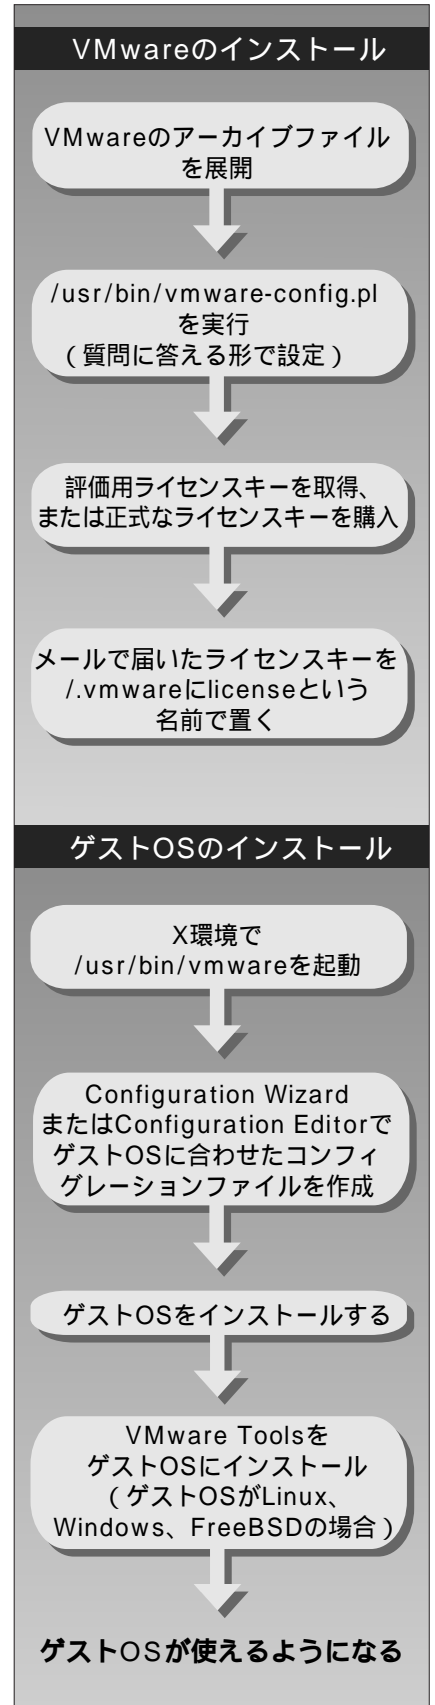 VMwareのインストール
VMwareのアーカイブファイル
を展開
/usr/bin/vmware-config.pl
を実行
（質問に答える形で設定）
評価用ライセンスキーを取得、
または正式なライセンスキーを購入
メールで届いたライセンスキーを
/.vmwareにlicenseという
名前で置く
ゲストOSのインストール
X環境で
/usr/bin/vmwareを起動
Configuration Wizard
またはConfiguration Editorで
ゲストOSに合わせたコンフィ
グレーションファイルを作成
ゲストOSをインストールする
VMware Toolsを
ゲストOSにインストール
（ゲストOSがLinux、
Windows、FreeBSDの場合）
ゲストOSが使えるようになる